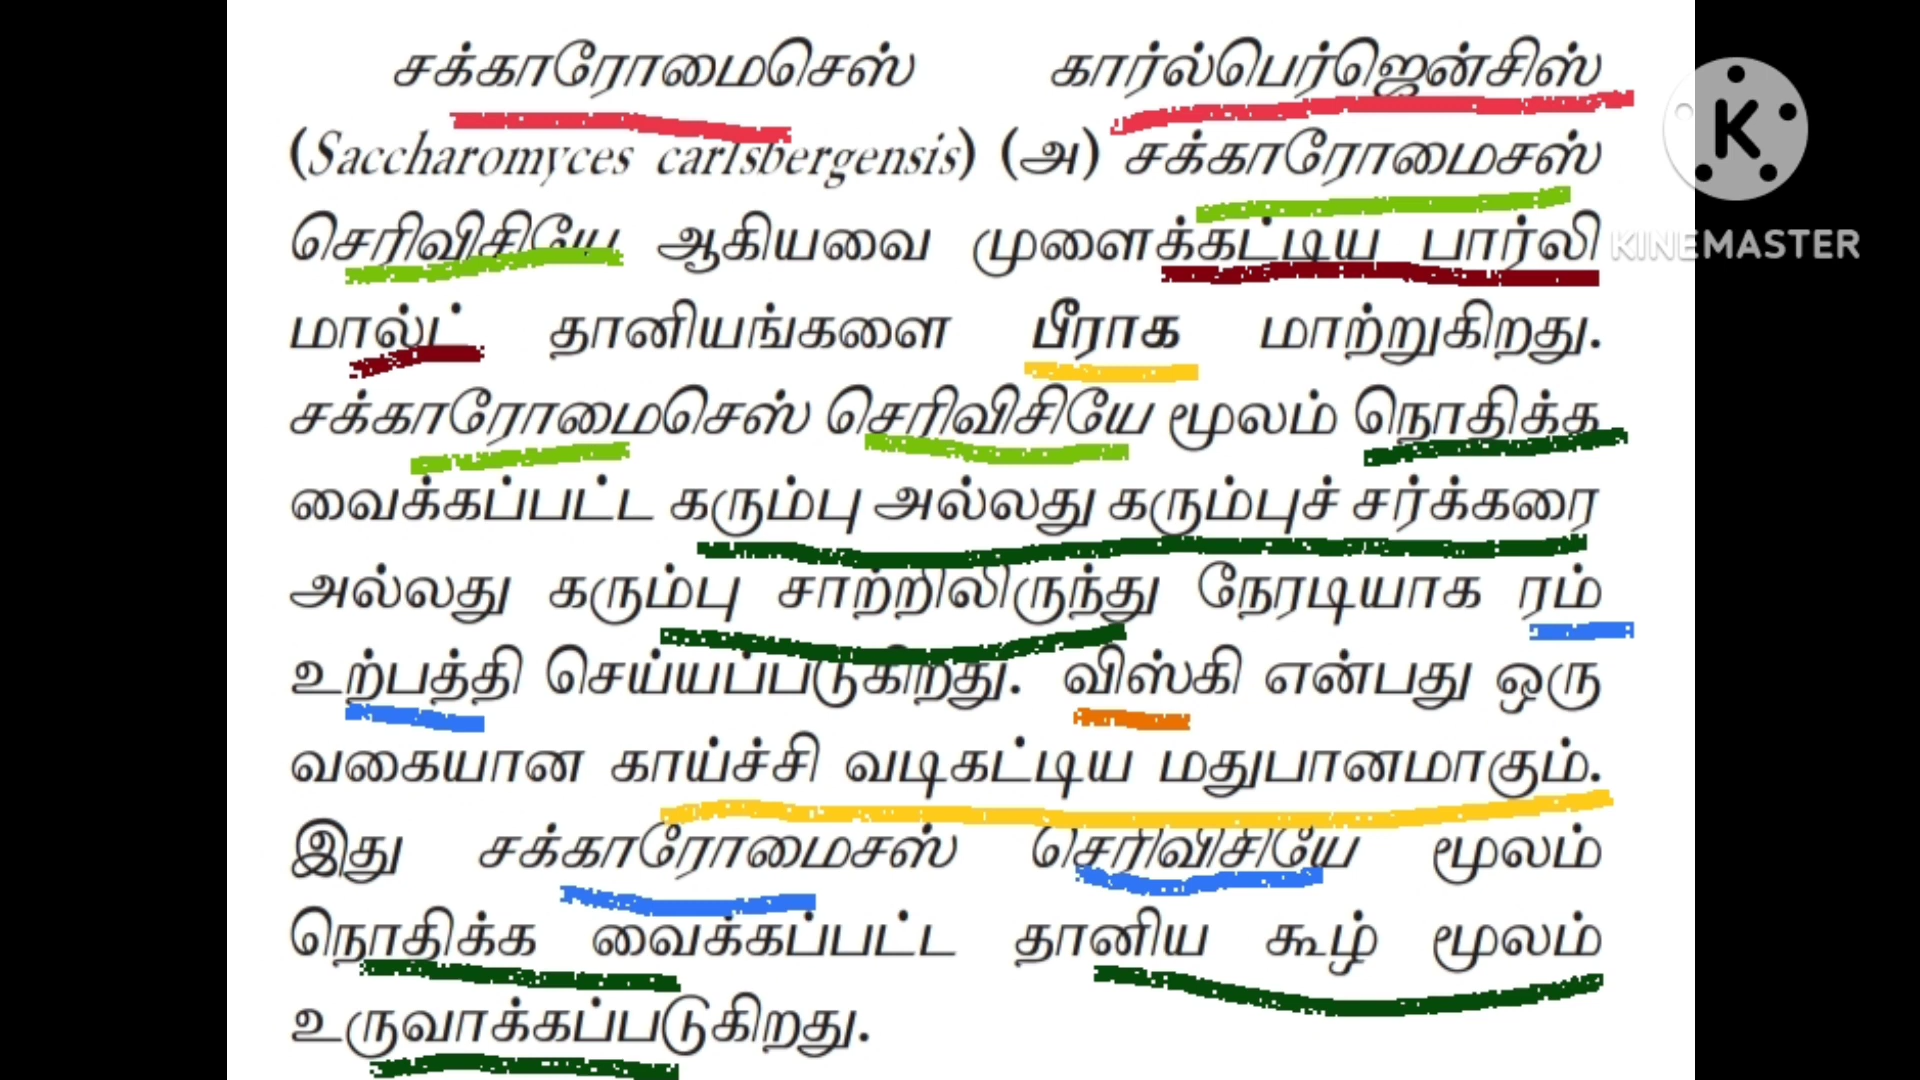 சக்காரோமைசெஸ் கார்ல்பெர்ஜென்சிஸ்
(Saccharomyces carlsbergensis) (அ) சக்காரோமைசஸ்
செரிவிசியே ஆகியவை முளைக்கட்டிய பார்லி
மால்ட் தானியங்களை பீராக மாற்றுகிறது.
சக்காரோமைசெஸ் செரிவிசியே மூலம் நொதிக்க
வைக்கப்பட்ட கரும்பு அல்லது கரும்புச் சர்க்கரை
அல்லது கரும்பு சாற்றிலிருந்து நேரடியாக ரம்
உற்பத்தி செய்யப்படுகிறது. விஸ்கி என்பது ஒரு
வகையான காய்ச்சி வடிகட்டிய மதுபானமாகும்.
இது சக்காரோமைசஸ் செரிவிசியே மூலம்
நொதிக்க வைக்கப்பட்ட தானிய கூழ் மூலம்
உருவாக்கப்படுகிறது.
K
KINEMASTER